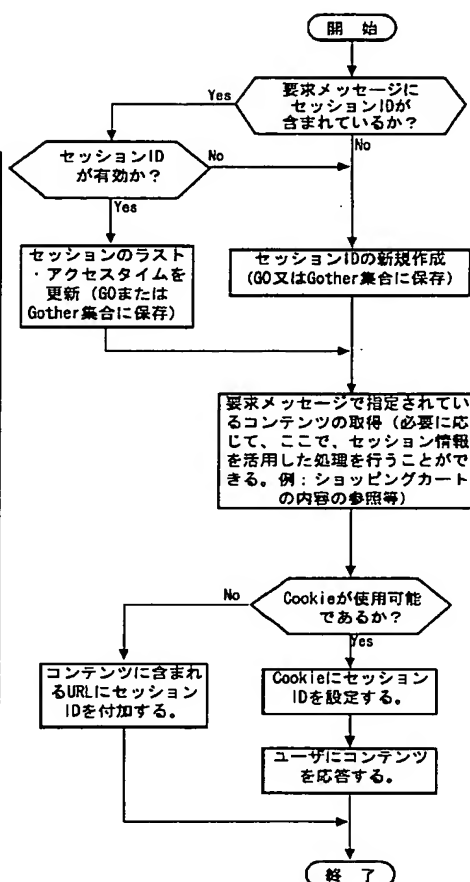 開 始
要求メッセージに
セッションIDが
含まれているか？
Yes
No
セッションID
が有効か？
No
Yes
セッションのラスト
・アクセスタイムを
更新（G0または
Gother集合に保存）
セッションIDの新規作成
（G0又はGother集合に保存）
要求メッセージで指定されてい
るコンテンツの取得（必要に応
じて、ここで、セッション情報
を活用した処理を行うことがで
きる。例：ショッピングカート
の内容の参照等）
Cookieが使用可能
であるか？
No
Yes
コンテンツに含まれ
るURLにセッション
IDを付加する。
Cookieにセッション
IDを設定する。
ユーザにコンテンツ
を応答する。
終 了